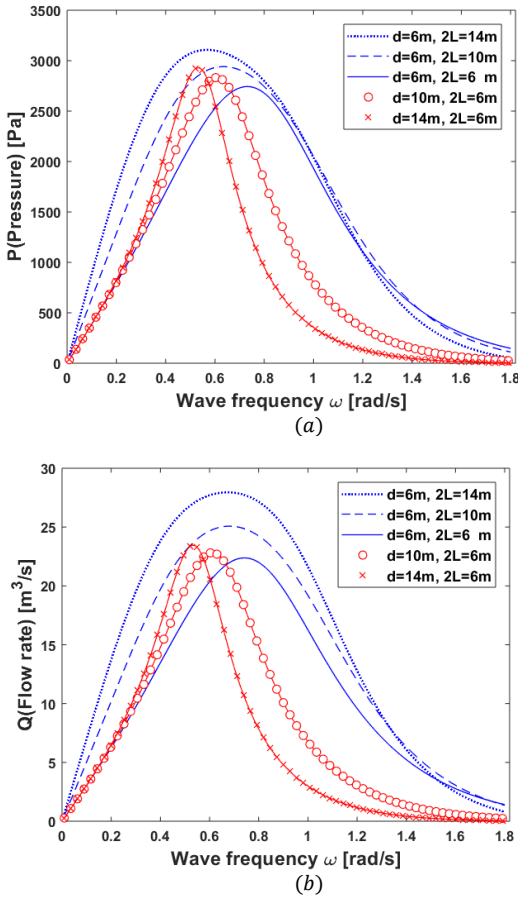 3500
3000
2500
2000
1500
1000
500
0
P(Pressure) [Pa]
d=6m, 2L=14m
d=6m, 2L=10m
d=6m, 2L=6 m
d=10m, 2L=6m
d=14m, 2L=6m
0 0.2 0.4 0.6 0.8 1 1.2 1.4 1.6 1.8
Wave frequency ω [rad/s]
(a)
30
25
20
15
10
5
0
Q(Flow rate) [m³/s]
d=6m, 2L=14m
d=6m, 2L=10m
d=6m, 2L=6 m
d=10m, 2L=6m
d=14m, 2L=6m
0 0.2 0.4 0.6 0.8 1 1.2 1.4 1.6 1.8
Wave frequency ω [rad/s]
(b)